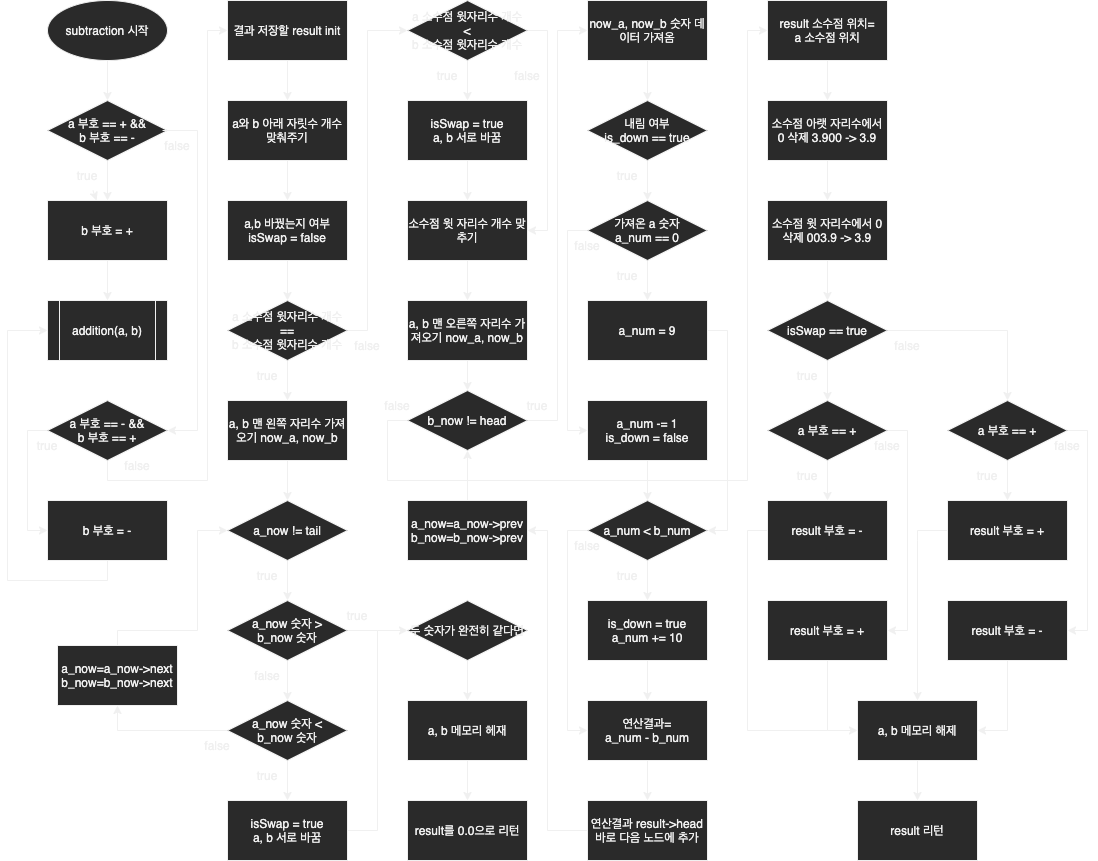 subtraction 시작
a 부호 == + &&
b 부호 == -
false
true
b 부호 = +
addition(a, b)
a 부호 == - &&
b 부호 == +
true
false
b 부호 = -
a_now=a_now->next
b_now=b_now->next
결과 저장할 result init
a와 b 아래 자릿수 개수
맞춰주기
a,b 바꿨는지 여부
isSwap = false
a 소수점 윗자리수 개수
==
b 소수점 윗자리수 개수
false
true
a, b 맨 왼쪽 자리수 가져
오기 now_a, now_b
a_now != tail
true
a_now 숫자 >
b_now 숫자
true
false
a_now 숫자 <
b_now 숫자
false
true
isSwap = true
a, b 서로 바꿈
a 소수점 윗자리수 개수
<
b 소수점 윗자리수 개수
true
false
isSwap = true
a, b 서로 바꿈
소수점 윗 자리수 개수 맞
추기
a, b 맨 오른쪽 자리수 가
져오기 now_a, now_b
false
b_now != head
true
a_now=a_now->prev
b_now=b_now->prev
두 숫자가 완전히 같다면
a, b 메모리 헤재
result를 0.0으로 리턴
now_a, now_b 숫자 데
이터 가져옴
내림 여부
is_down == true
true
가져온 a 숫자
a_num == 0
false
true
a_num = 9
a_num -= 1
is_down = false
a_num < b_num
false
true
is_down = true
a_num += 10
연산결과=
a_num - b_num
연산결과 result->head
바로 다음 노드에 추가
result 소수점 위치=
a 소수점 위치
소수점 아랫 자리수에서
0 삭제 3.900 -> 3.9
소수점 윗 자리수에서 0
삭제 003.9 -> 3.9
isSwap == true
false
true
a 부호 == +
false
true
result 부호 = -
result 부호 = +
a 부호 == +
false
true
result 부호 = +
result 부호 = -
a, b 메모리 해제
result 리턴